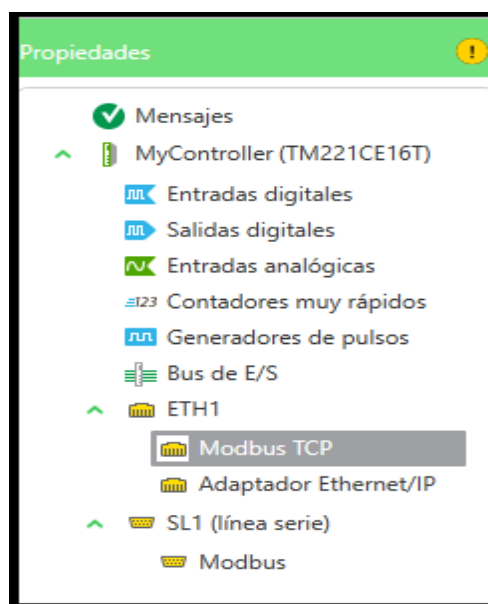 Propiedades !
Mensajes
MyController (TM221CE16T)
Entradas digitales
Salidas digitales
Entradas analógicas
123 Contadores muy rápidos
Generadores de pulsos
Bus de E/S
ETH1
Modbus TCP
Adaptador Ethernet/IP
SL1 (línea serie)
Modbus